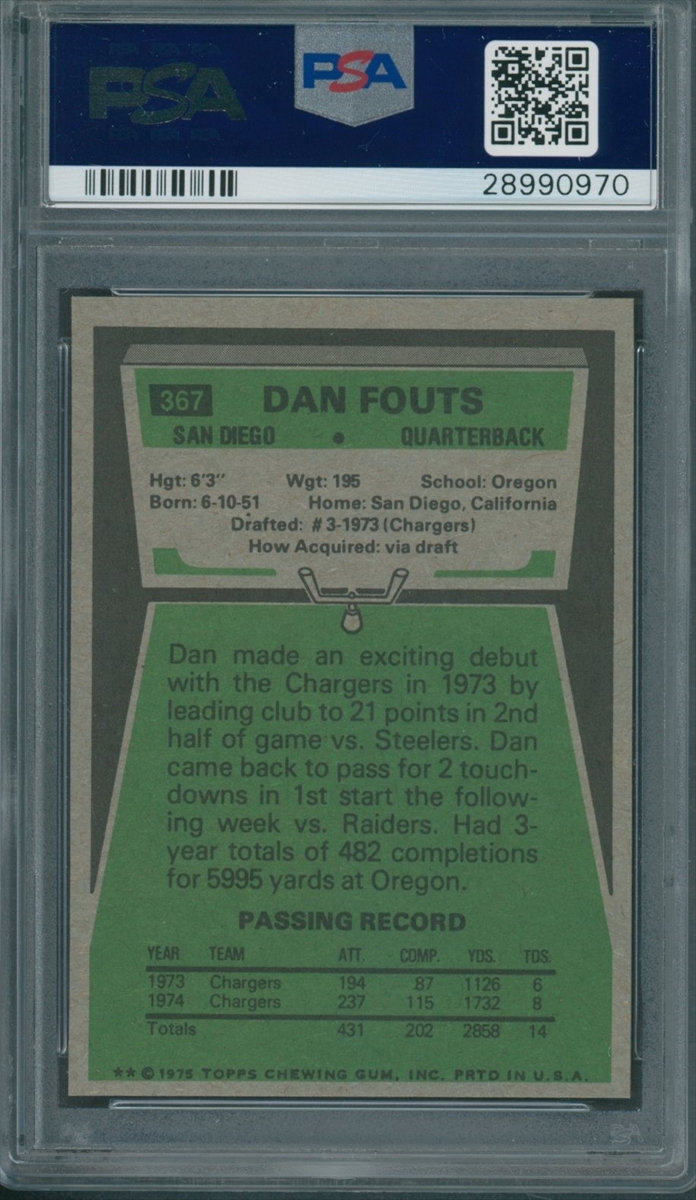 PSA PSA
28990970
367 DAN FOUTS
SAN DIEGO • QUARTERBACK
Hgt: 6'3" Wgt: 195 School: Oregon
Born: 6-10-51 Home: San Diego, California
Drafted: #3-1973 (Chargers)
How Acquired: via draft
Dan made an exciting debut
with the Chargers in 1973 by
leading club to 21 points in 2nd
half of game vs. Steelers. Dan
came back to pass for 2 touch-
downs in 1st start the follow-
ing week vs. Raiders. Had 3-
year totals of 482 completions
for 5995 yards at Oregon.
PASSING RECORD
YEAR TEAM ATT. COMP. YDS. TDS.
1973 Chargers 194 87 1126 6
1974 Chargers 237 115 1732 8
Totals 431 202 2858 14
** © 1975 TOPPS CHEWING GUM, INC. PRTD IN U.S.A.
PSA